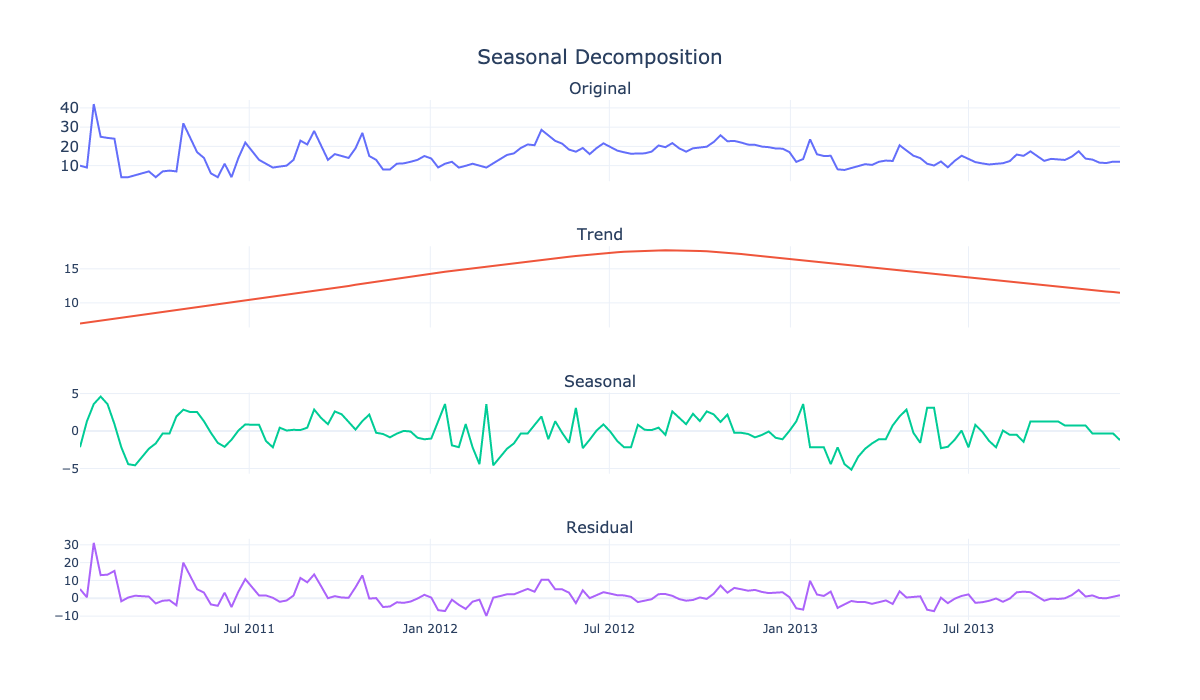 Seasonal Decomposition
Original
40
30
20
10
Trend
15
10
Seasonal
5
0
−5
Residual
30
20
10
0
−10
Jul 2011 Jan 2012 Jul 2012 Jan 2013 Jul 2013